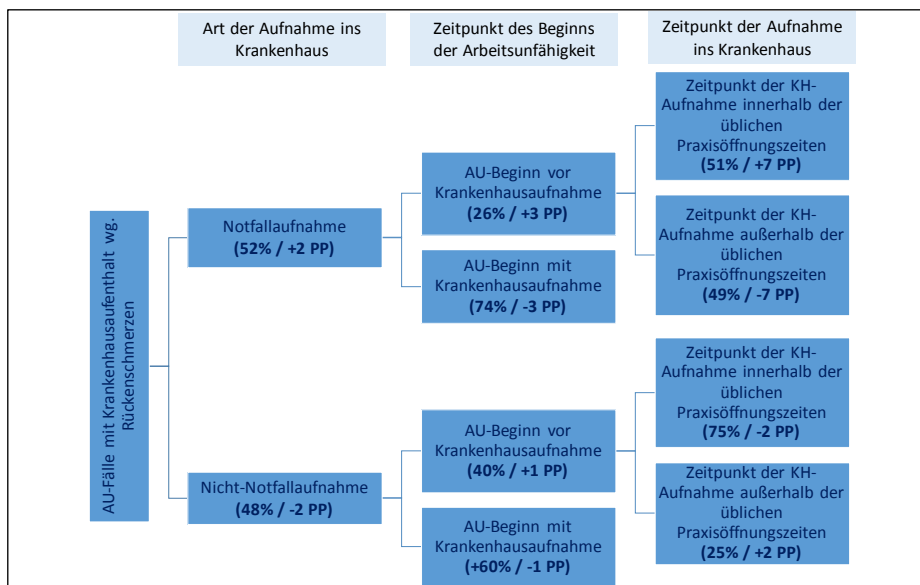 Art der Aufnahme ins
Krankenhaus
Zeitpunkt des Beginns
der Arbeitsunfähigkeit
Zeitpunkt der Aufnahme
ins Krankenhaus
AU-Fälle mit Krankenhausaufenthalt wg.
Rückenschmerzen
Notfallaufnahme
(52% / +2 PP)
AU-Beginn vor
Krankenhausaufnahme
(26% / +3 PP)
Zeitpunkt der KH-
Aufnahme innerhalb der
üblichen
Praxisöffnungszeiten
(51% / +7 PP)
Zeitpunkt der KH-
Aufnahme außerhalb der
üblichen
Praxisöffnungszeiten
(49% / -7 PP)
AU-Beginn mit
Krankenhausaufnahme
(74% / -3 PP)
Nicht-Notfallaufnahme
(48% / -2 PP)
AU-Beginn vor
Krankenhausaufnahme
(40% / +1 PP)
Zeitpunkt der KH-
Aufnahme innerhalb der
üblichen
Praxisöffnungszeiten
(75% / -2 PP)
Zeitpunkt der KH-
Aufnahme außerhalb der
üblichen
Praxisöffnungszeiten
(25% / +2 PP)
AU-Beginn mit
Krankenhausaufnahme
(+60% / -1 PP)